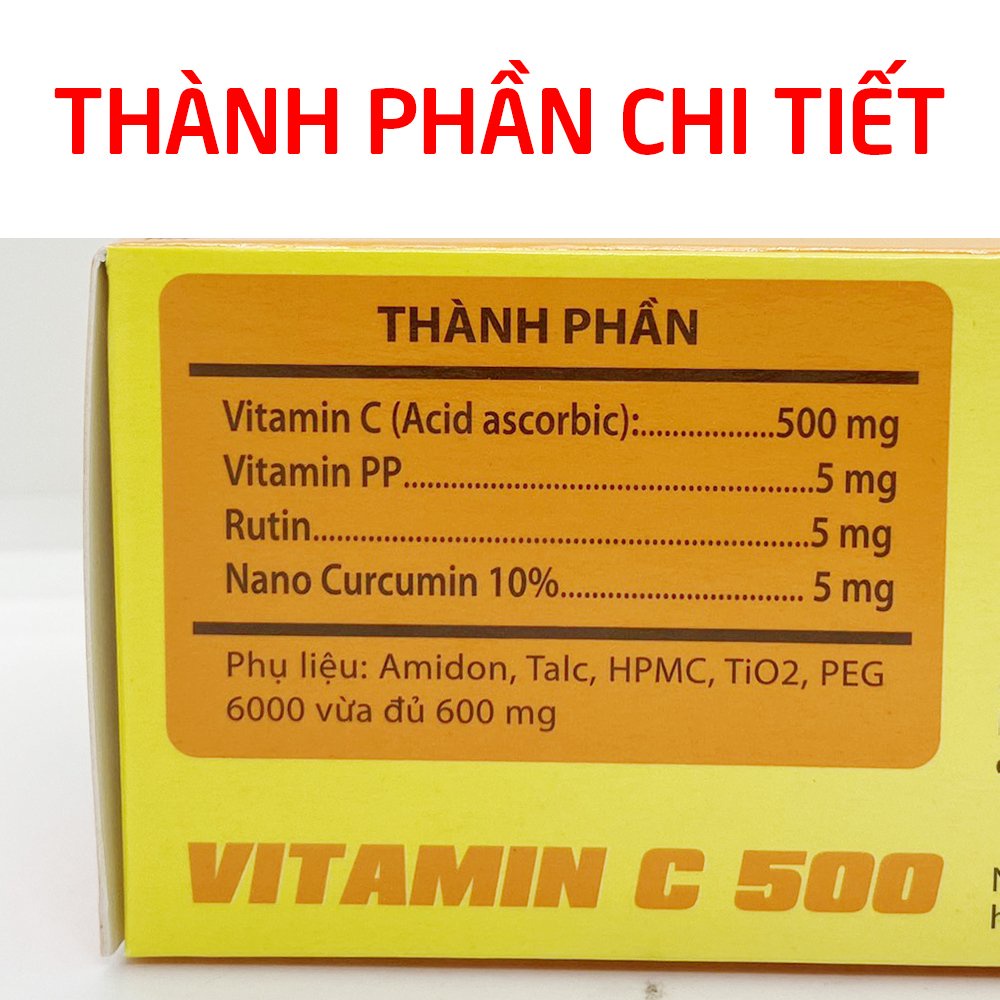 THÀNH PHẦN CHI TIẾT
THÀNH PHẦN
Vitamin C (Acid ascorbic):..................500 mg
Vitamin PP......................................................5 mg
Rutin..................................................................5 mg
Nano Curcumin 10%................................ 5 mg
Phụ liệu: Amidon, Talc, HPMC, TiO2, PEG
6000 vừa đủ 600 mg
VITAMIN C 500